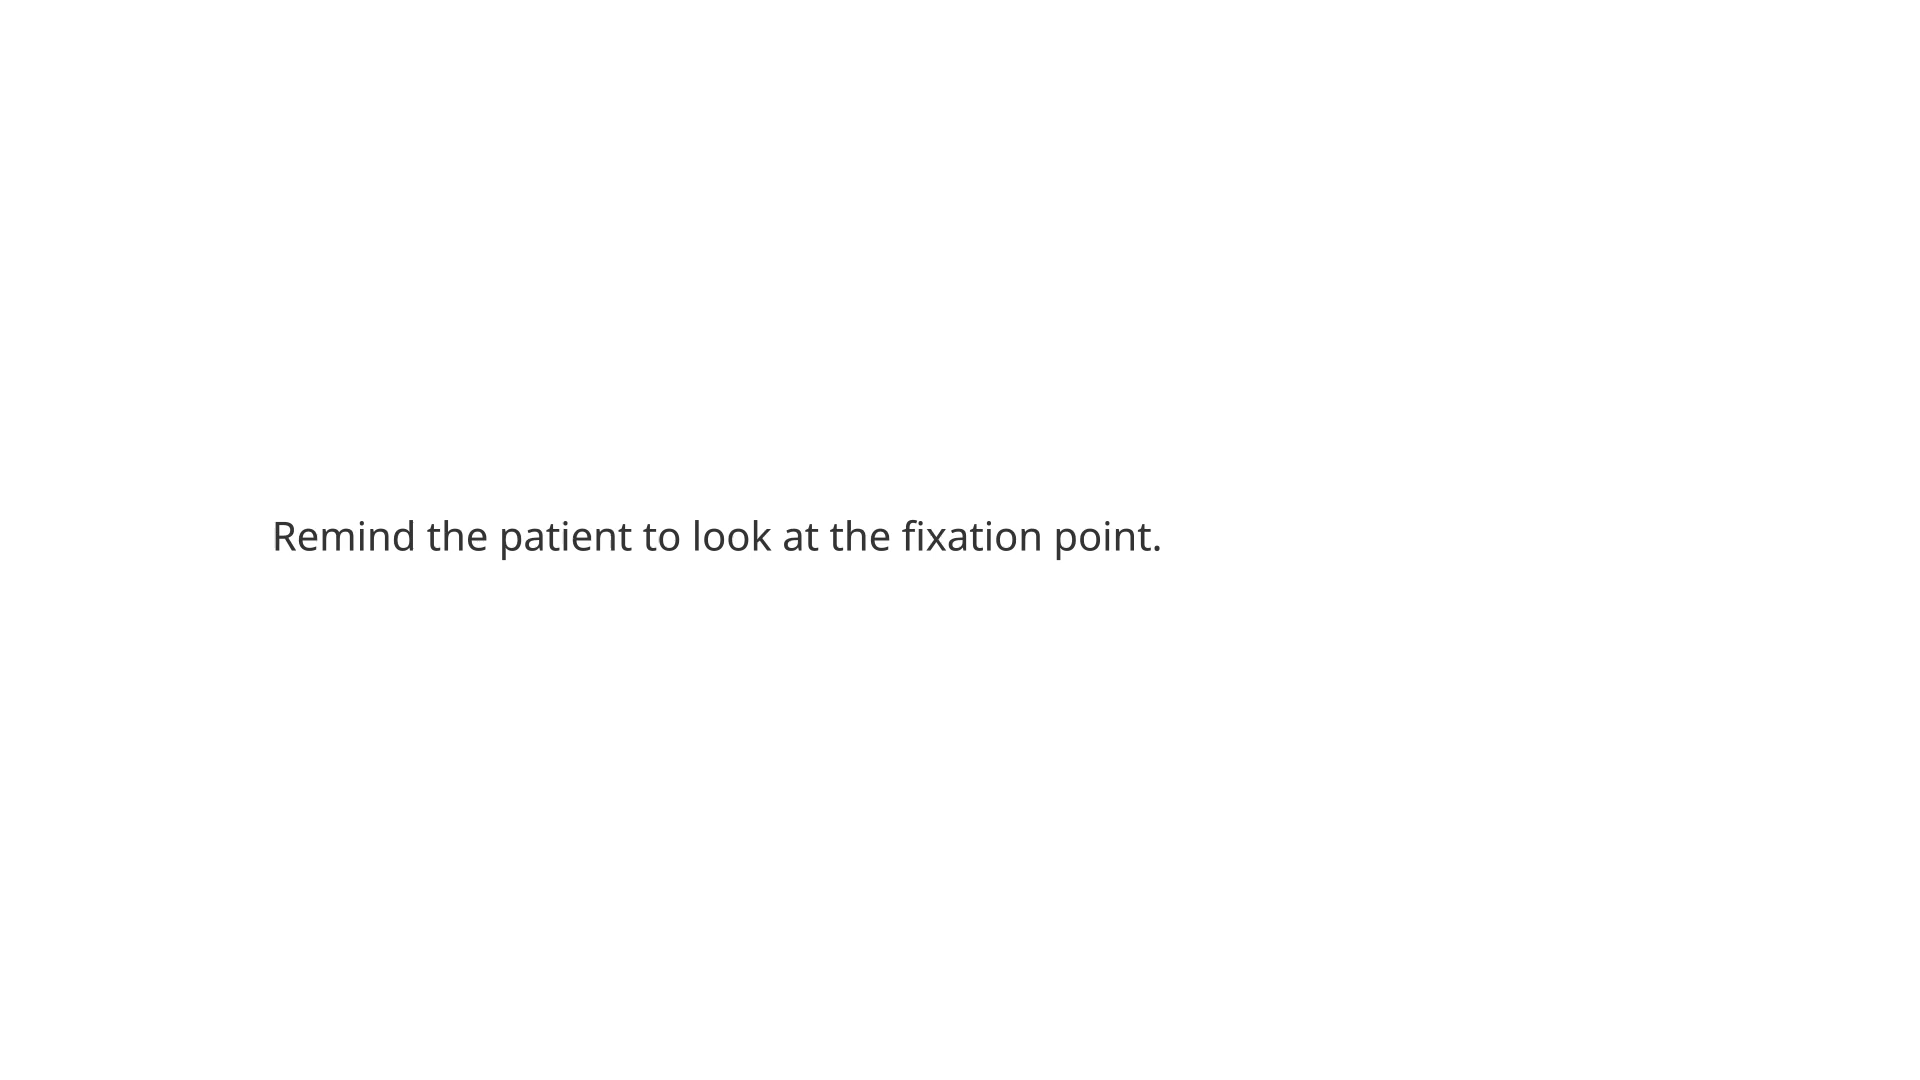 Remind the patient to look at the fixation point.